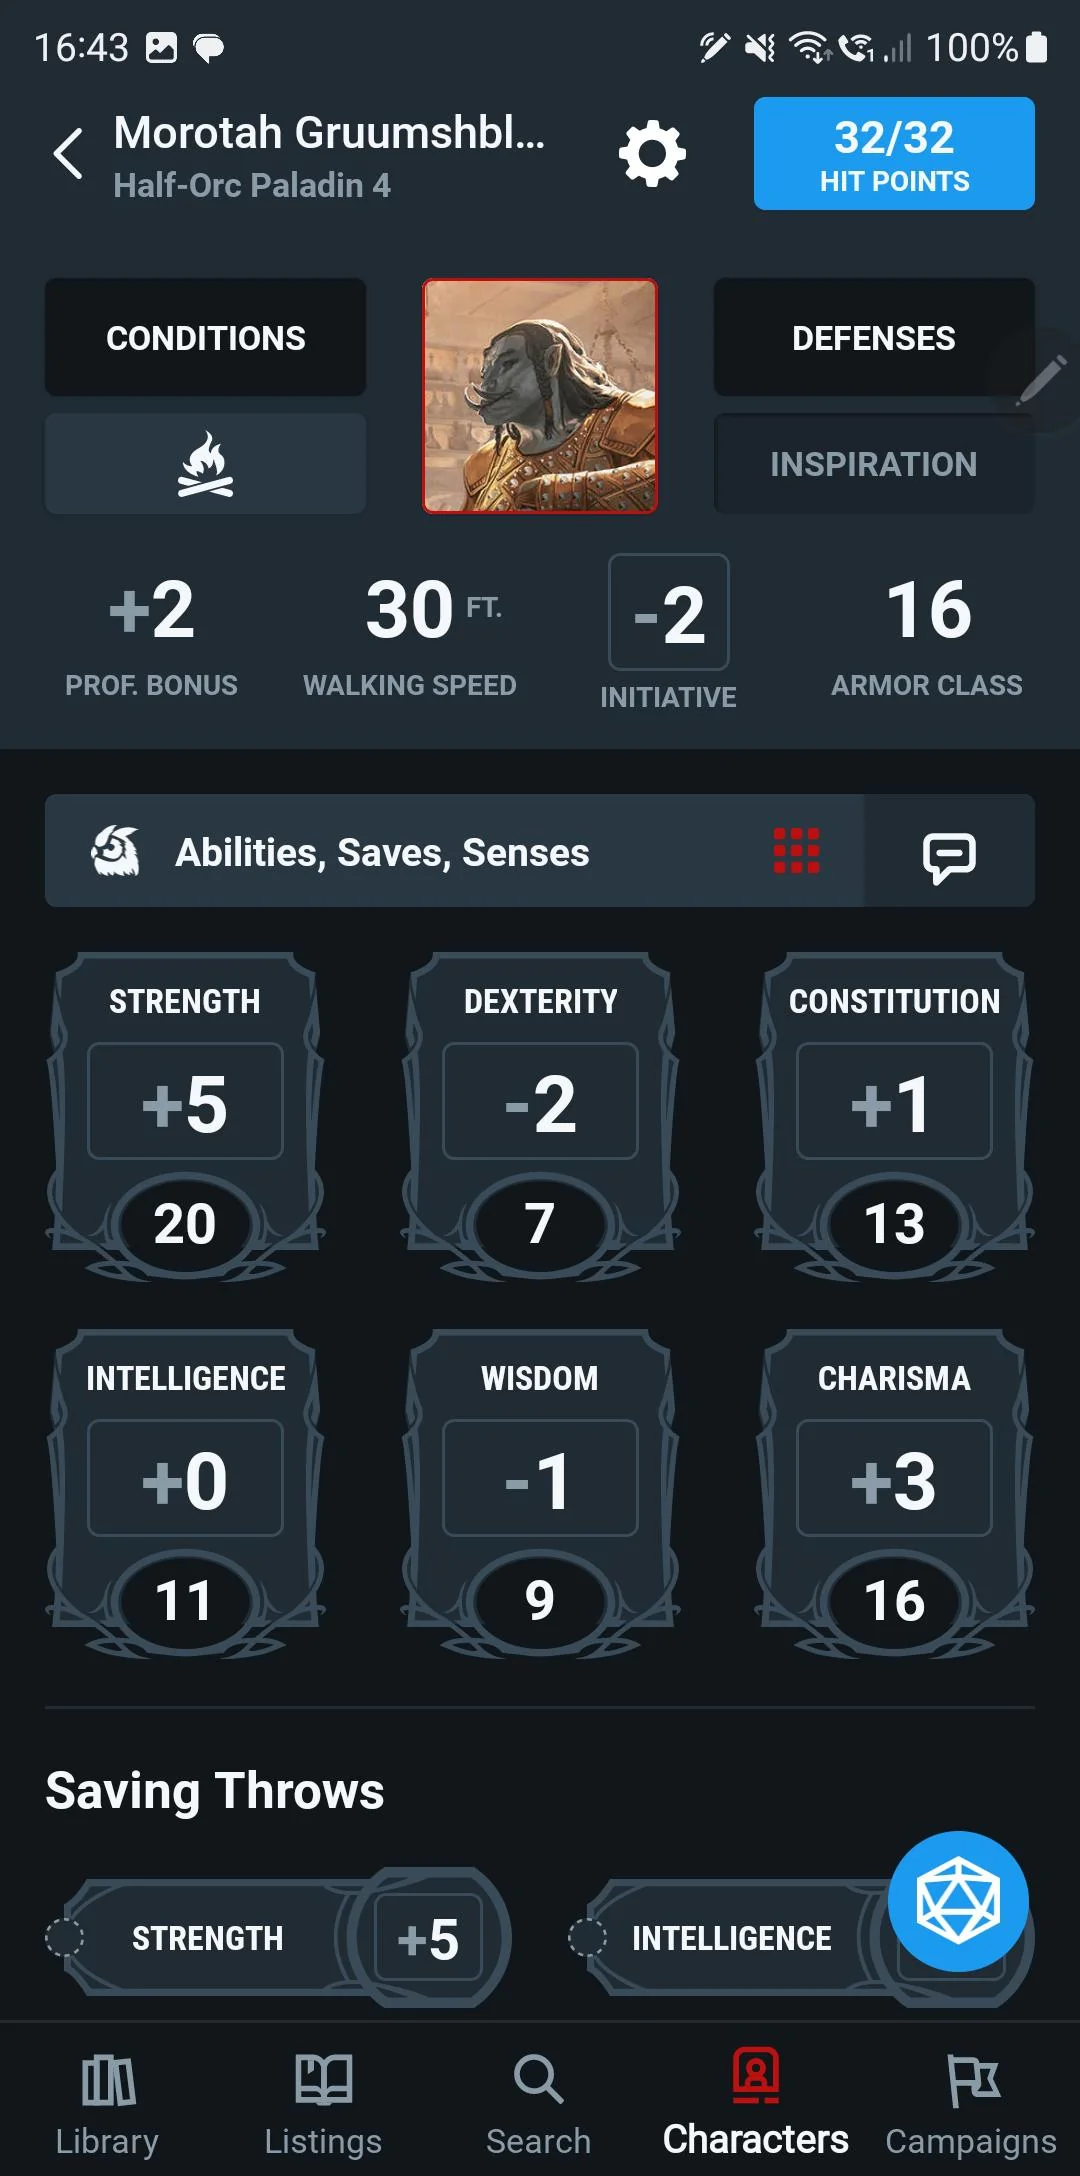 16:43
100%
Morotah Gruumshbl...
Half-Orc Paladin 4
32/32
HIT POINTS
CONDITIONS
DEFENSES
INSPIRATION
+2
PROF. BONUS
30 FT.
WALKING SPEED
-2
INITIATIVE
16
ARMOR CLASS
Abilities, Saves, Senses
STRENGTH
+5
20
DEXTERITY
-2
7
CONSTITUTION
+1
13
INTELLIGENCE
+0
11
WISDOM
-1
9
CHARISMA
+3
16
Saving Throws
STRENGTH
+5
INTELLIGENCE
Library
Listings
Search
Characters
Campaigns